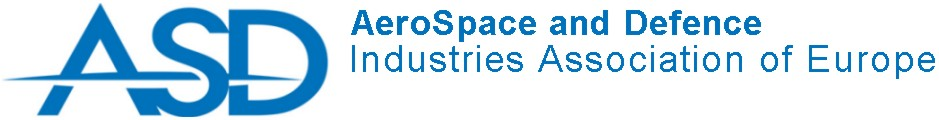 ASD
AeroSpace and Defence
Industries Association of Europe